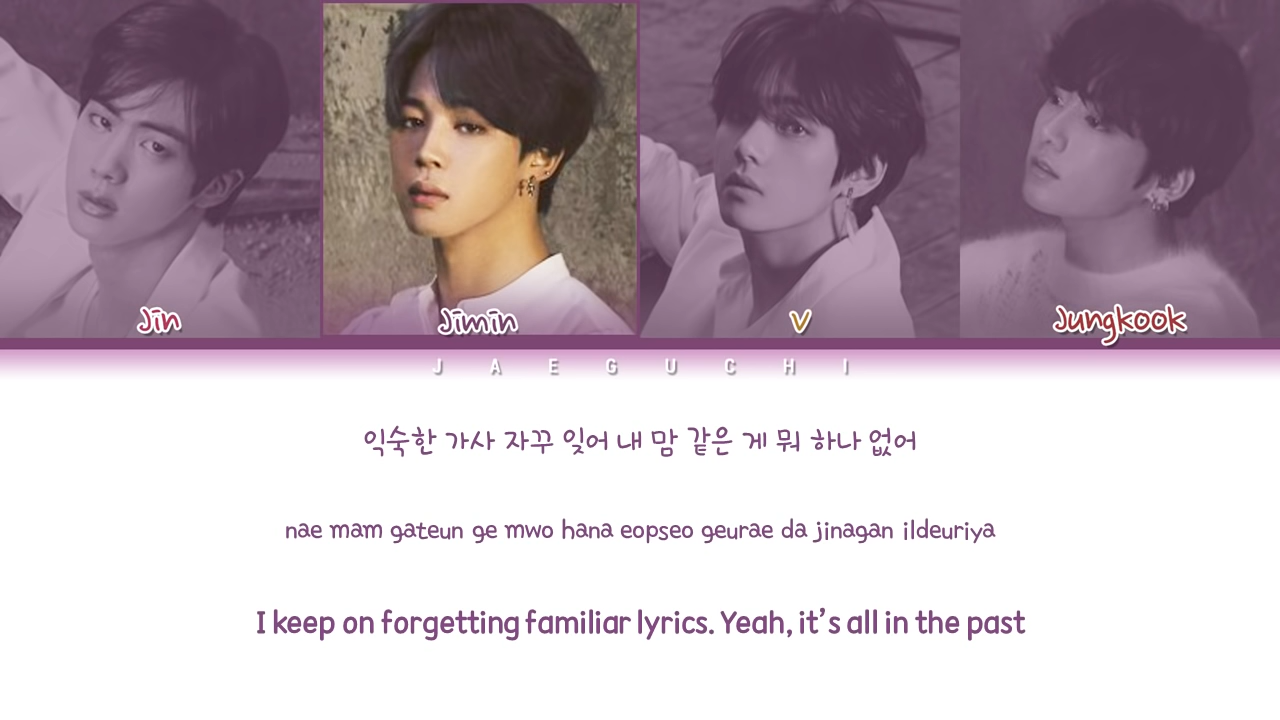 Jin
Jimin
V
Jungkook
JAEGUCHI
익숙한 가사 자꾸 잊어 내 맘 같은 게 뭐 하나 없어
nae mam gateun ge mwo hana eopseo geurae da jinagan ildeuriya
I keep on forgetting familiar lyrics. Yeah, it's all in the past